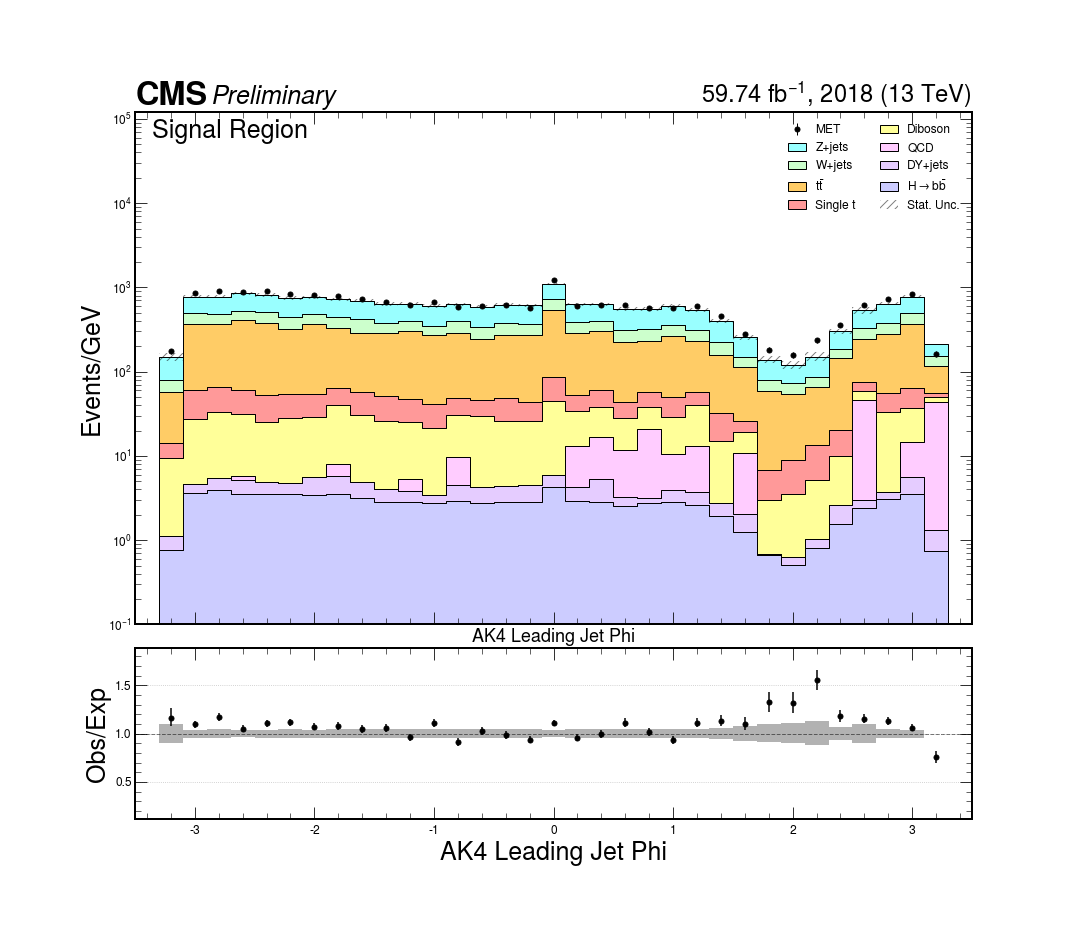 CMS Preliminary 59.74 fb⁻¹, 2018 (13 TeV)
Signal Region
MET
Z+jets
W+jets
tt̄
Single t
Diboson
QCD
DY+jets
H→bb̄
Stat. Unc.
Events/GeV
10⁵
10⁴
10³
10²
10¹
10⁰
10⁻¹
AK4 Leading Jet Phi
Obs/Exp
1.5
1.0
0.5
-3 -2 -1 0 1 2 3
AK4 Leading Jet Phi